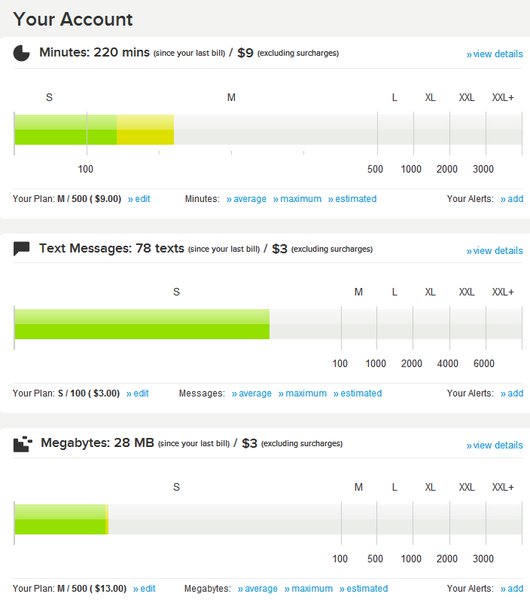 Your Account
Minutes: 220 mins (since your last bill) / $9 (excluding surcharges)
» view details
S M L XL XXL XXL+
100 500 1000 2000 3000
Your Plan: M / 500 ( $9.00) » edit Minutes: » average » maximum » estimated Your Alerts: » add
Text Messages: 78 texts (since your last bill) / $3 (excluding surcharges)
» view details
S M L XL XXL XXL+
100 1000 2000 4000 6000
Your Plan: S / 100 ( $3.00) » edit Messages: » average » maximum » estimated Your Alerts: » add
Megabytes: 28 MB (since your last bill) / $3 (excluding surcharges)
» view details
S M L XL XXL XXL+
100 500 1000 2000 3000
Your Plan: M / 500 ( $13.00) » edit Megabytes: » average » maximum » estimated Your Alerts: » add